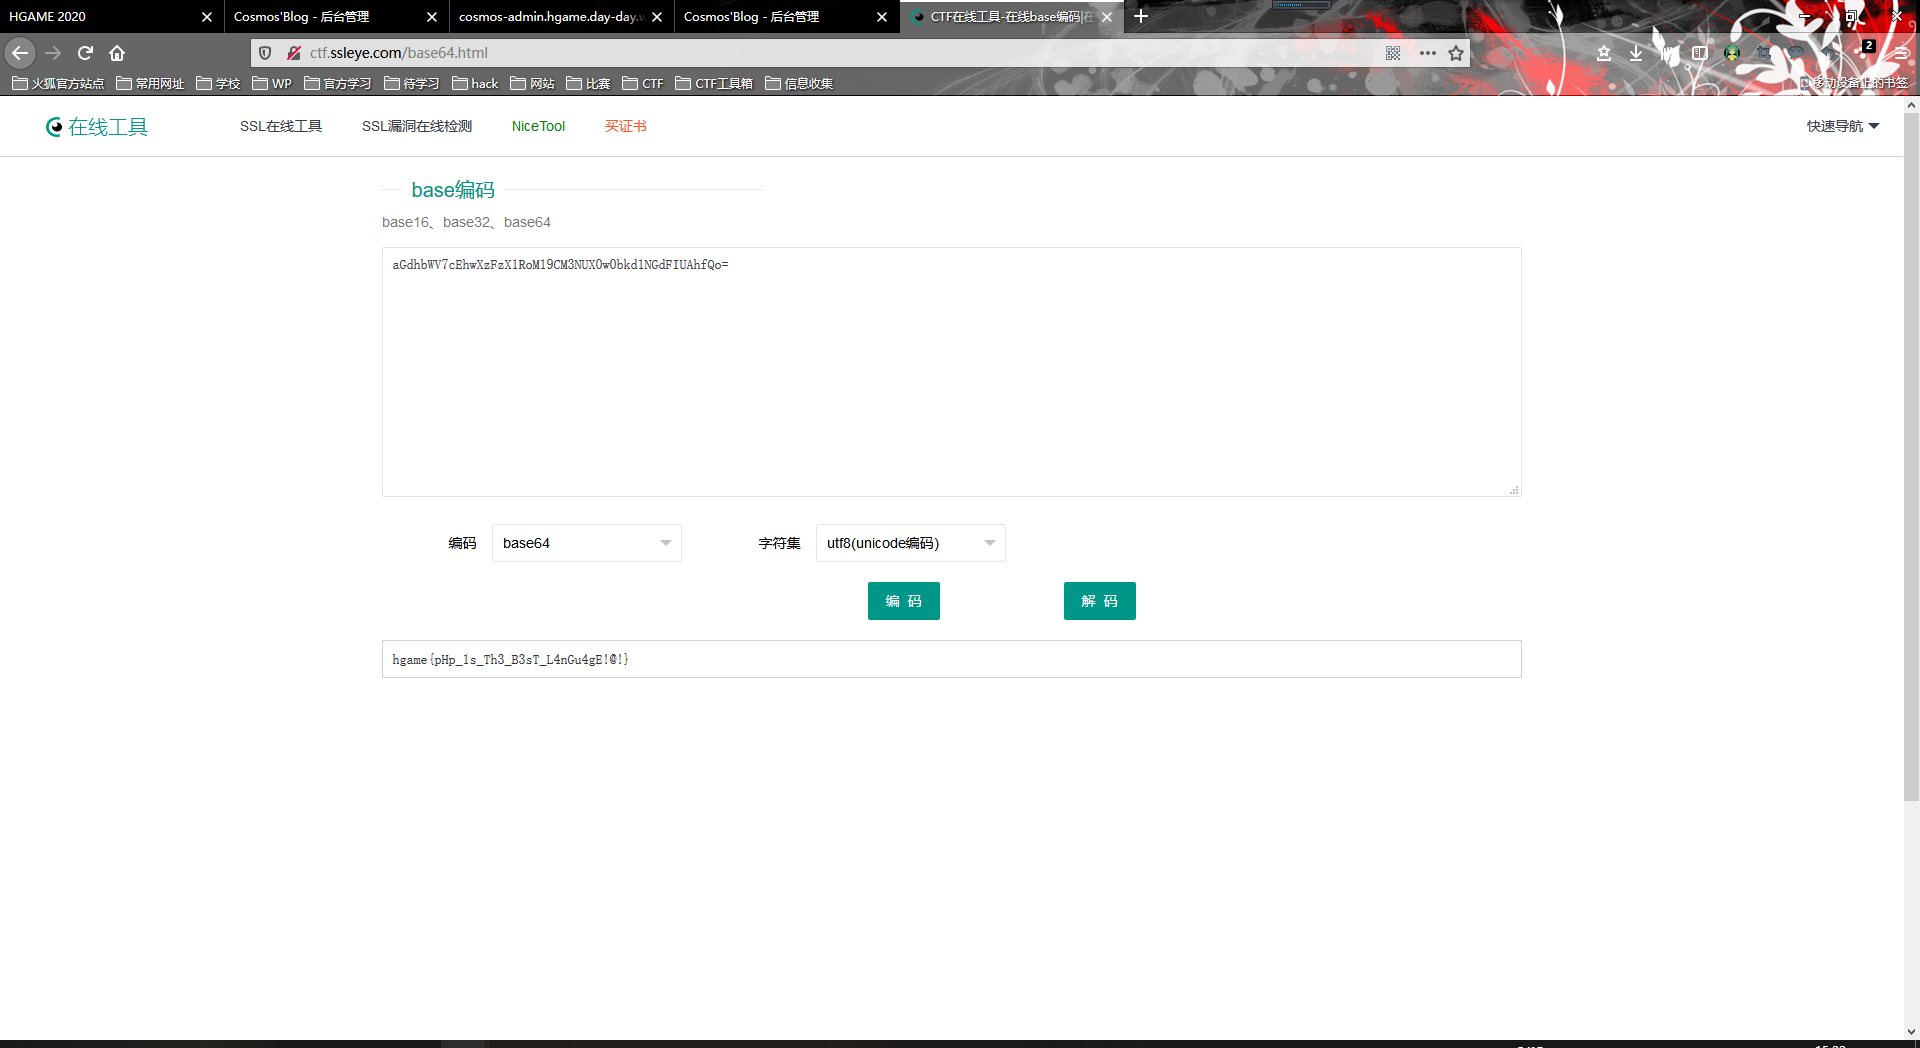 HGAME 2020
Cosmos'Blog - 后台管理
cosmos-admin.hgame.day-day.w
Cosmos'Blog - 后台管理
CTF在线工具-在线base编码|在
ctf.ssleye.com/base64.html
2
火狐官方站点 常用网址 学校 WP 官方学习 待学习 hack 网站 比赛 CTF CTF工具箱 信息收集 移动设备上的书签
在线工具 SSL在线工具 SSL漏洞在线检测 NiceTool 买证书 快速导航
base编码
base16、base32、base64
aGdhbWV7cEhwXzFzX1RoM19CM3NUX0w0bkd1NGdFIUAhfQo=
编码 base64 字符集 utf8(unicode编码)
编 码 解 码
hgame{pHp_1s_Th3_B3sT_L4nGu4gE!@!}